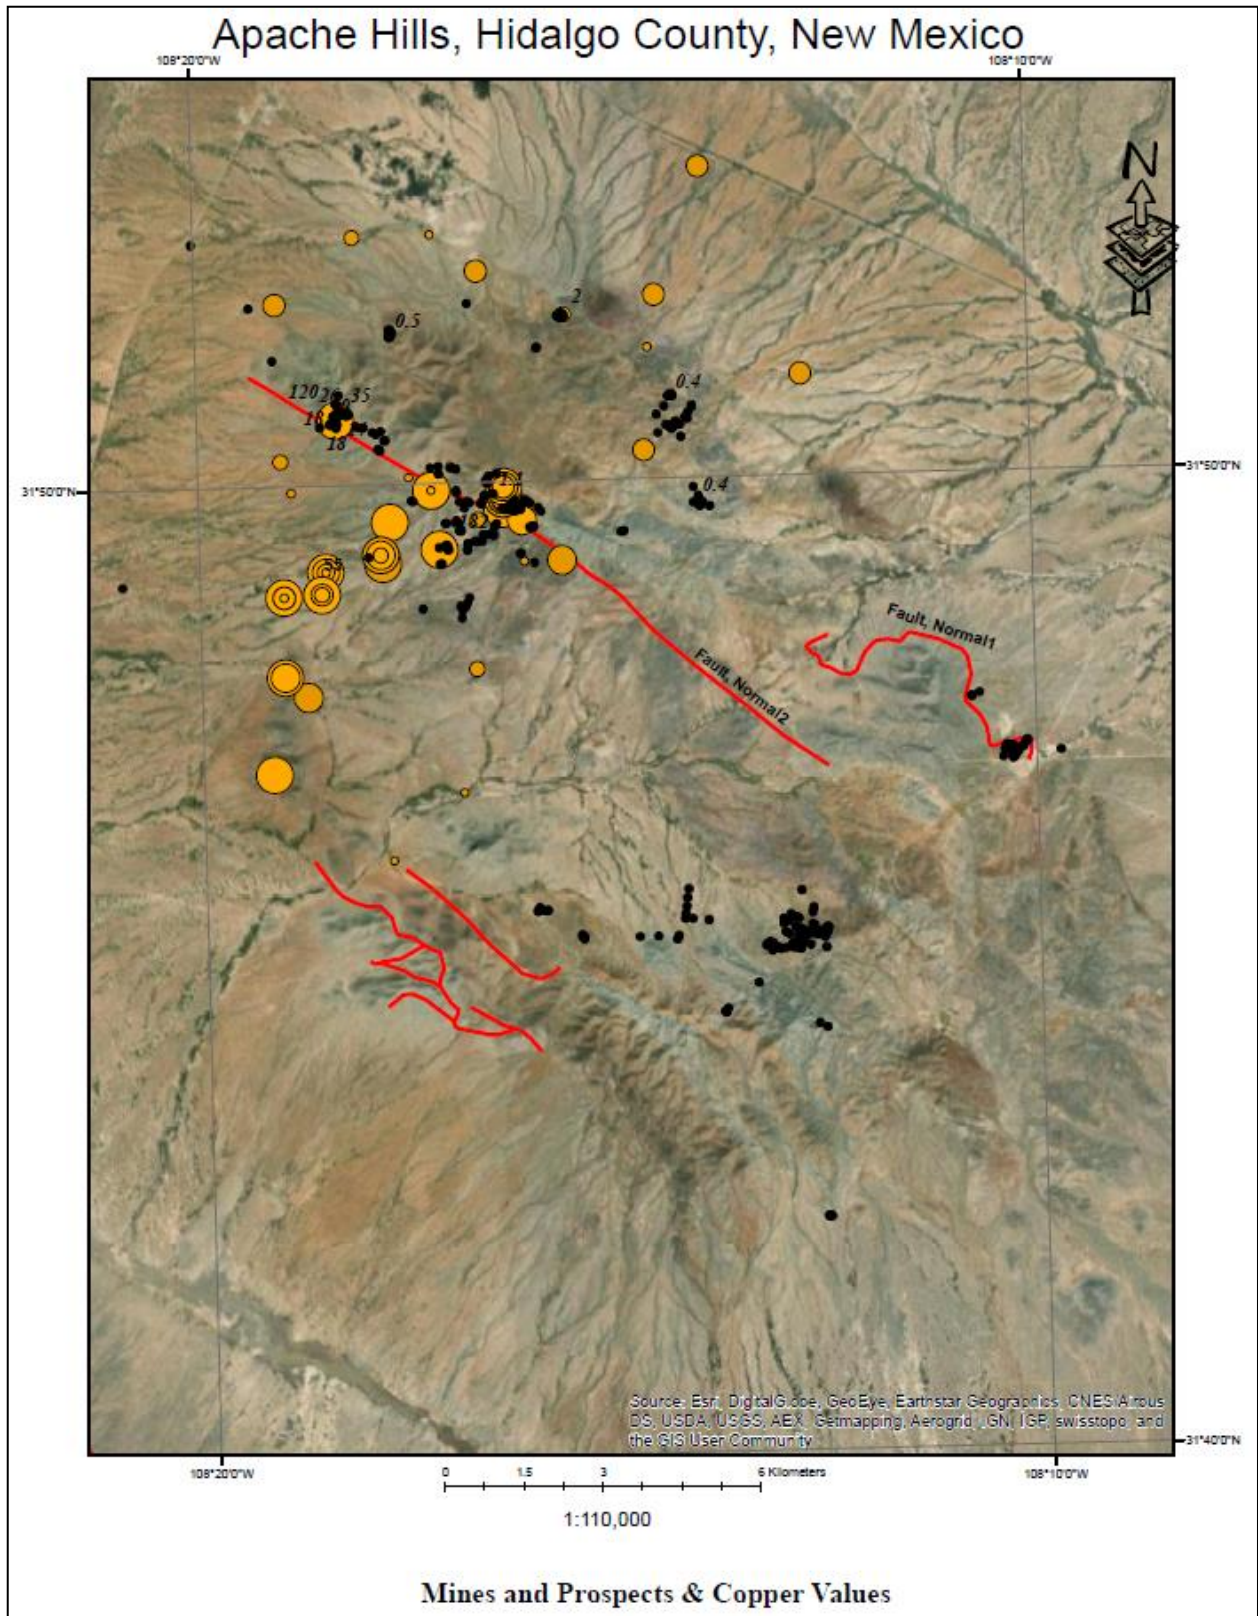 Apache Hills, Hidalgo County, New Mexico
108°20'0"W
108°10'0"W
N
2
0.5
0.4
120
35
18
18
31°50'0"N
31°50'0"N
0.4
18
55
Fault, Normal1
Fault, Normal2
Source: Esri, DigitalGlobe, GeoEye, Earthstar Geographics, CNES/Airbus
DS, USDA, USGS, AEX, Getmapping, Aerogrid, IGN, IGP, swisstopo, and
the GIS User Community
31°40'0"N
108°20'0"W
108°10'0"W
0 1.5 3 6 Kilometers
1:110,000
Mines and Prospects & Copper Values